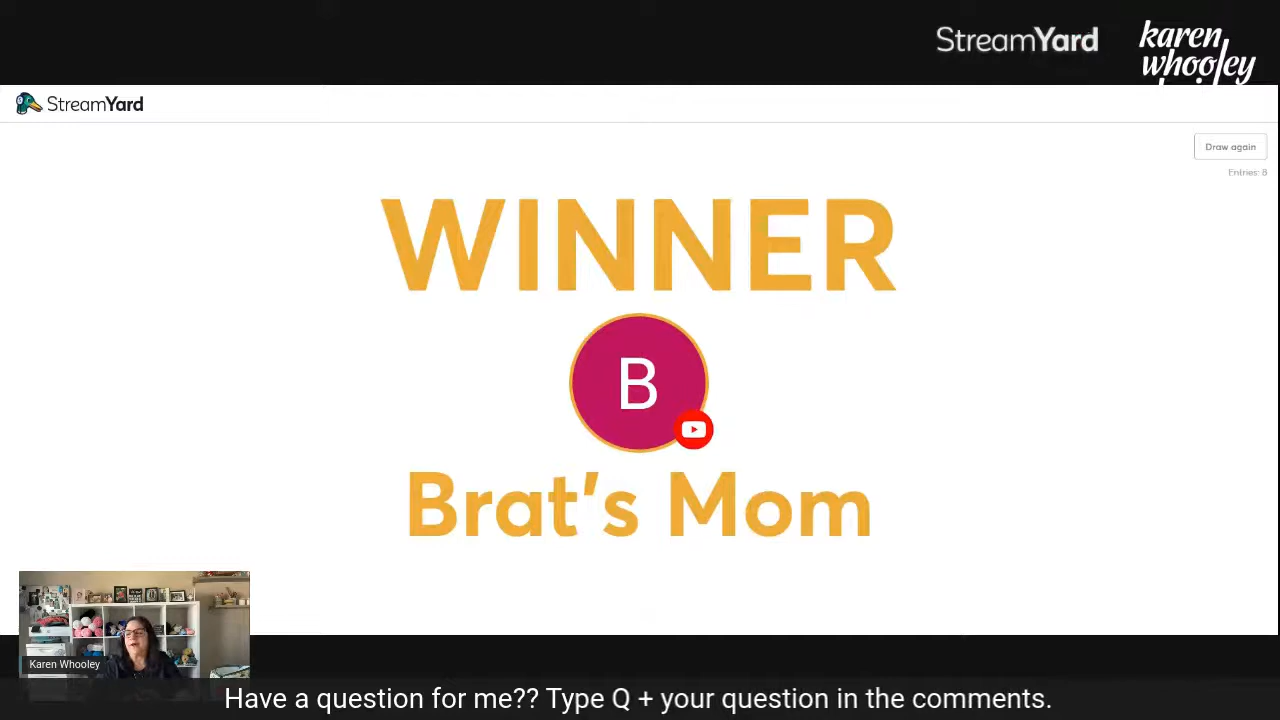 StreamYard
karen
whooley
StreamYard
Draw again
Entries: 8
WINNER
B
Brat's Mom
Karen Whooley
Have a question for me?? Type Q + your question in the comments.